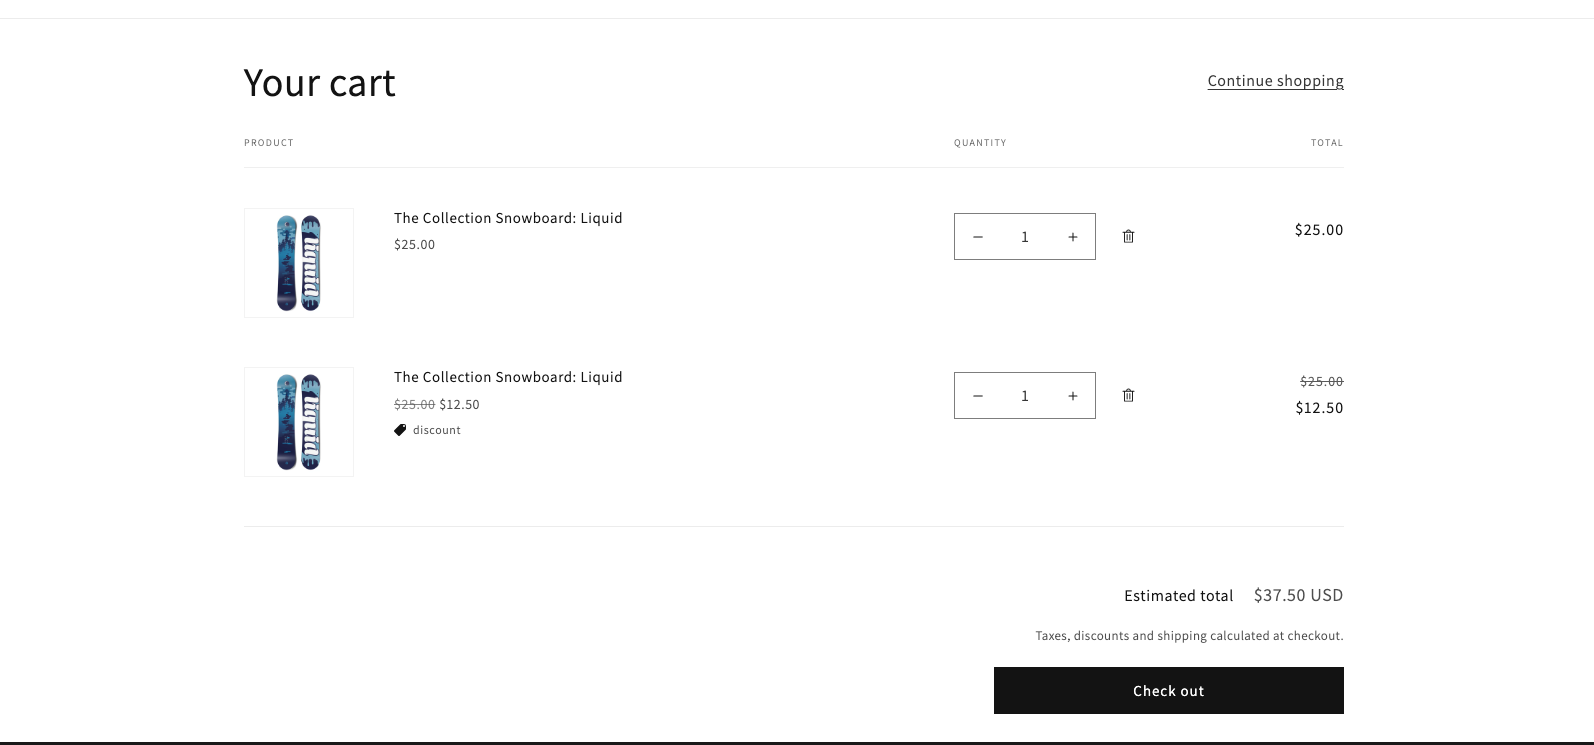 Your cart
Continue shopping
PRODUCT QUANTITY TOTAL
The Collection Snowboard: Liquid
$25.00
− 1 +
$25.00
liquid
The Collection Snowboard: Liquid
$25.00 $12.50
discount
− 1 +
$25.00
$12.50
liquid
Estimated total $37.50 USD
Taxes, discounts and shipping calculated at checkout.
Check out